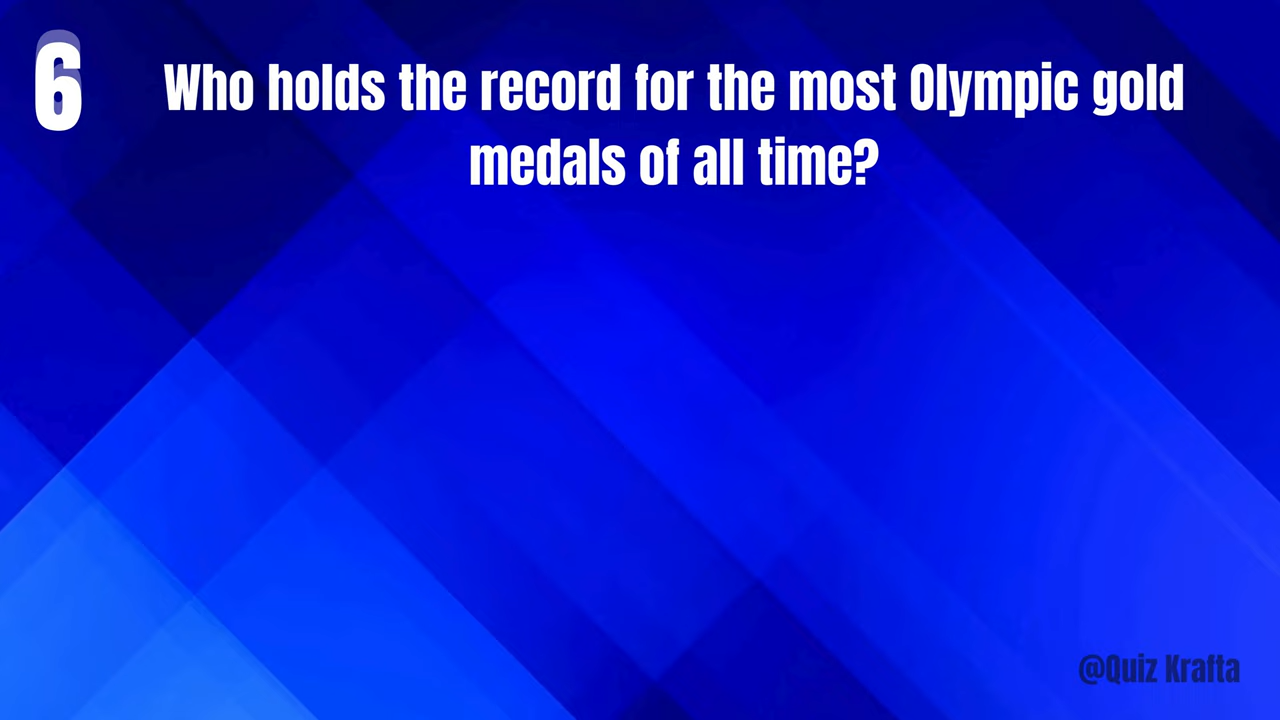 6
Who holds the record for the most Olympic gold
medals of all time?
@Quiz Krafta